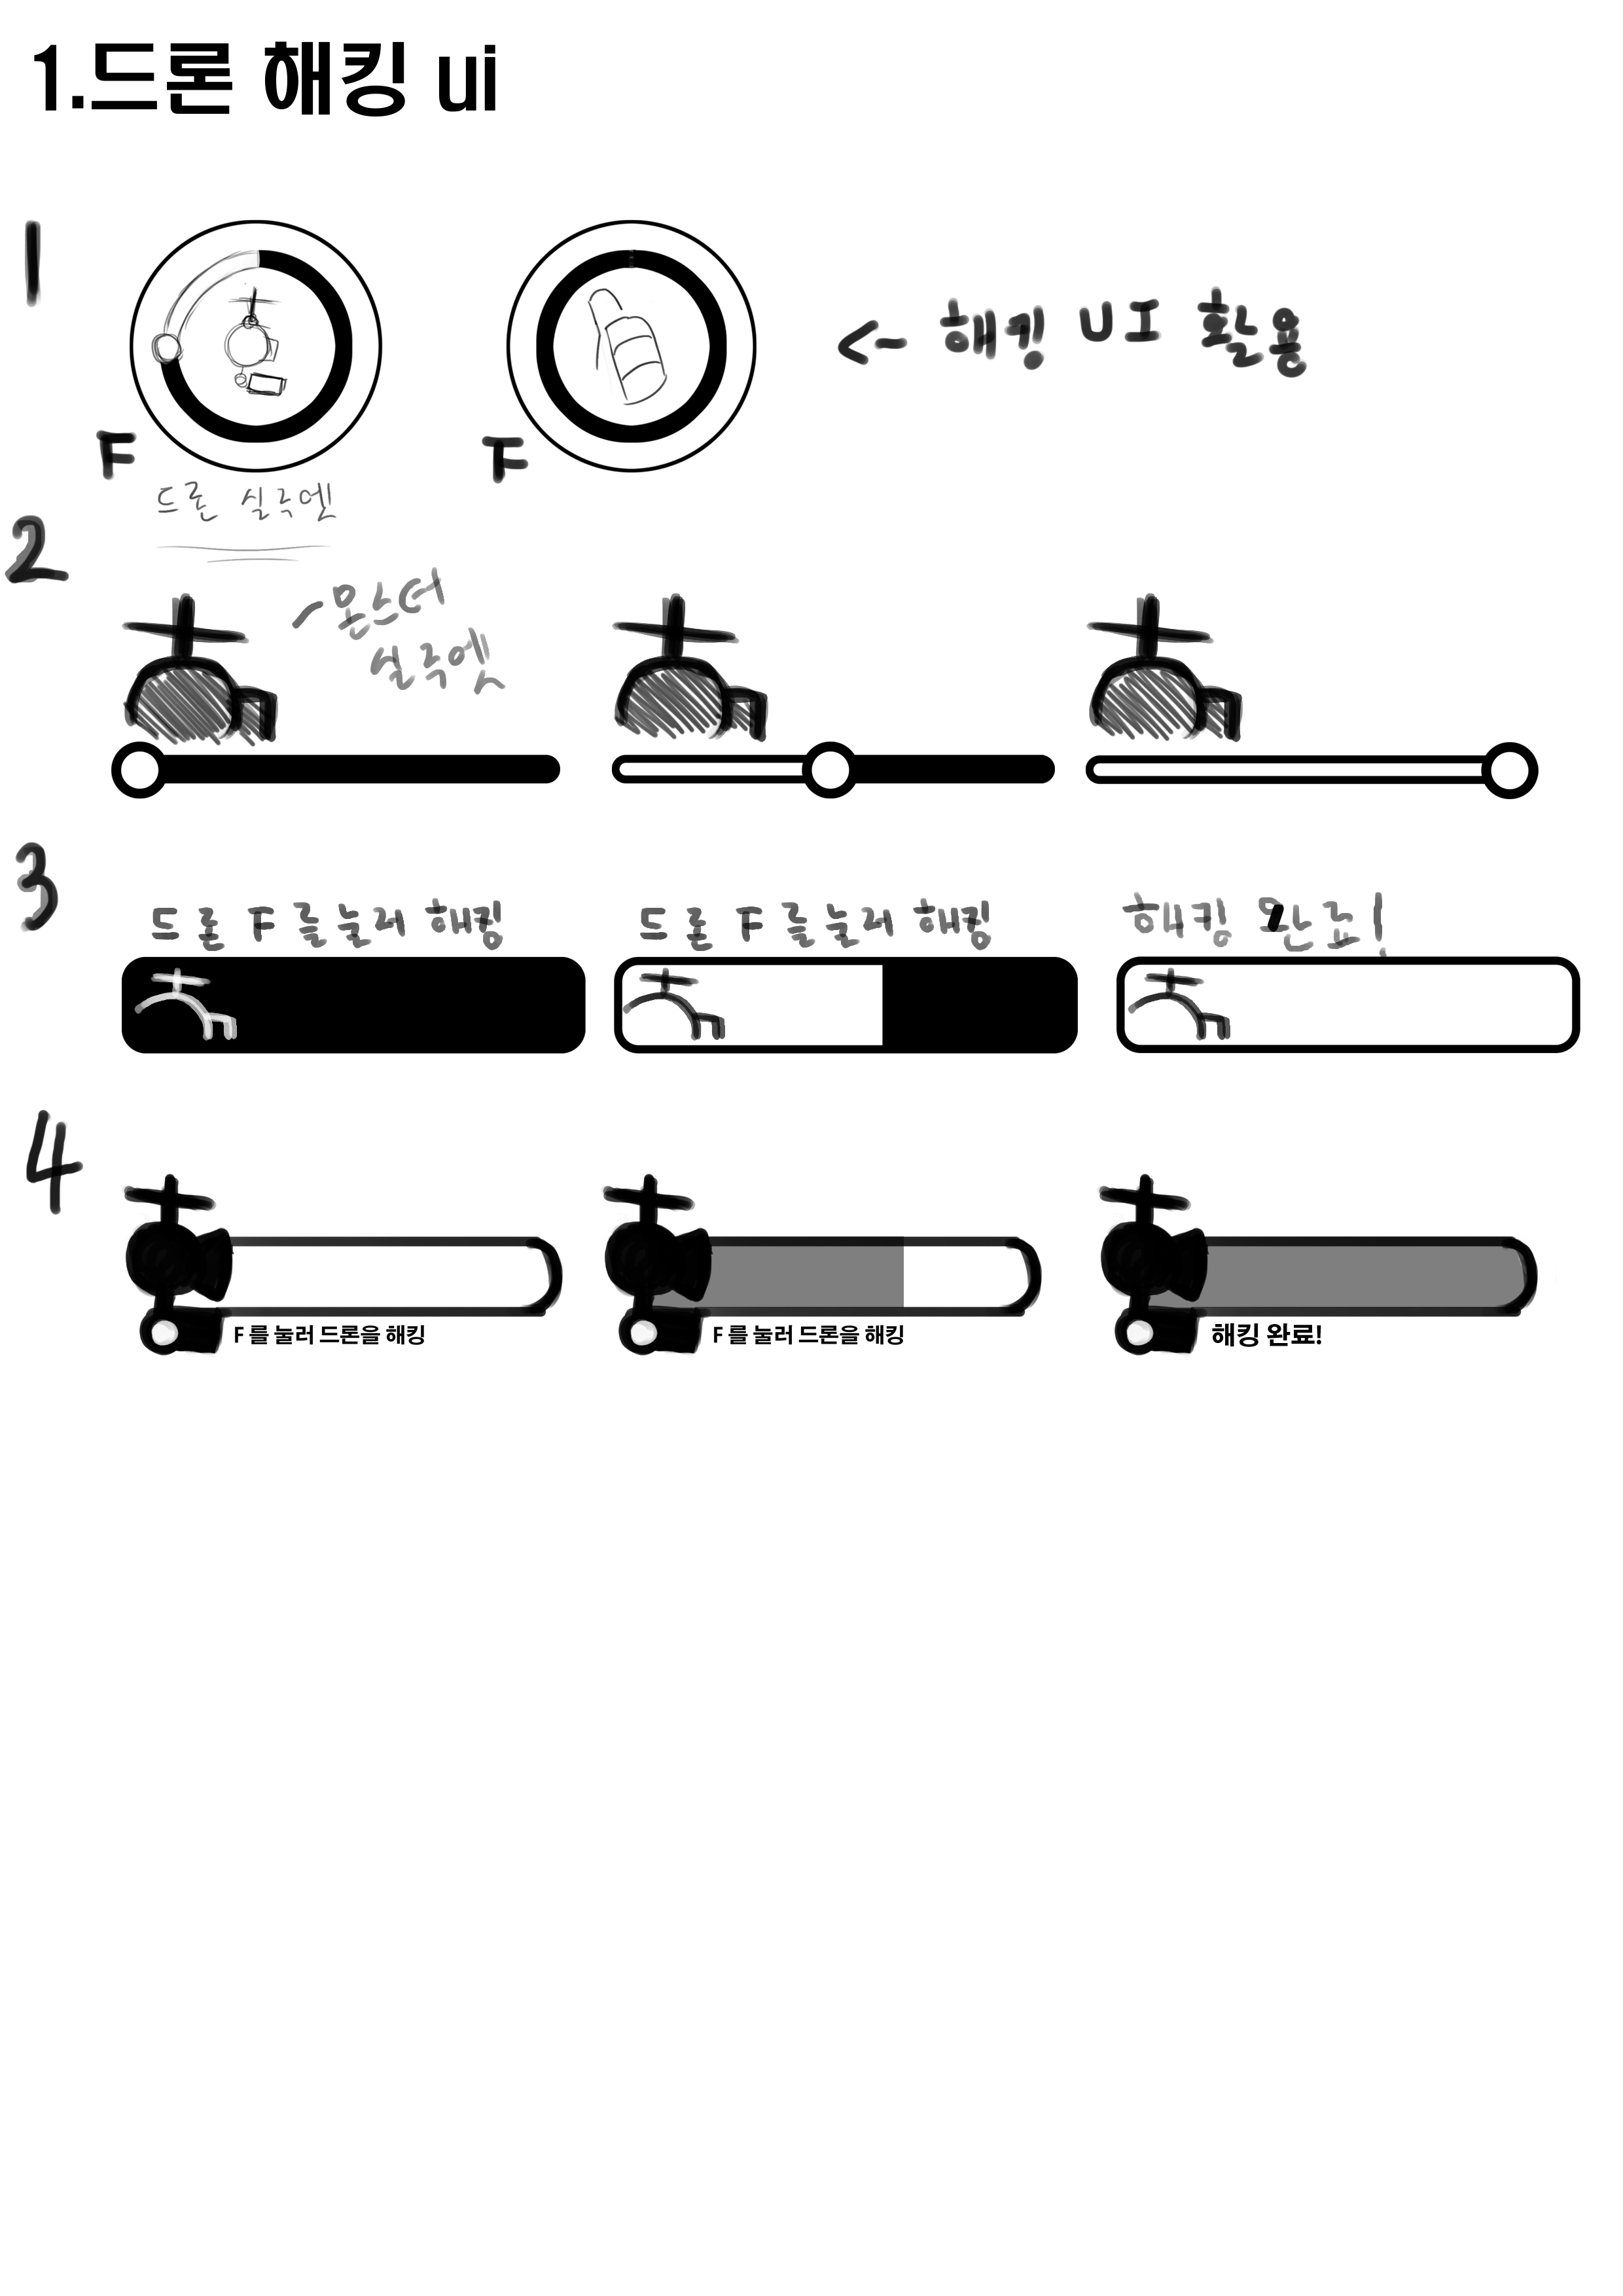 1.드론 해킹 ui
1
<- 해킹 UI 활용
F
F
드론 실루엣
2
몬스터
실루엣
3
드론 F를 눌러 해킹
드론 F를 눌러 해킹
해킹 완료!
4
F 를 눌러 드론을 해킹
F 를 눌러 드론을 해킹
해킹 완료!